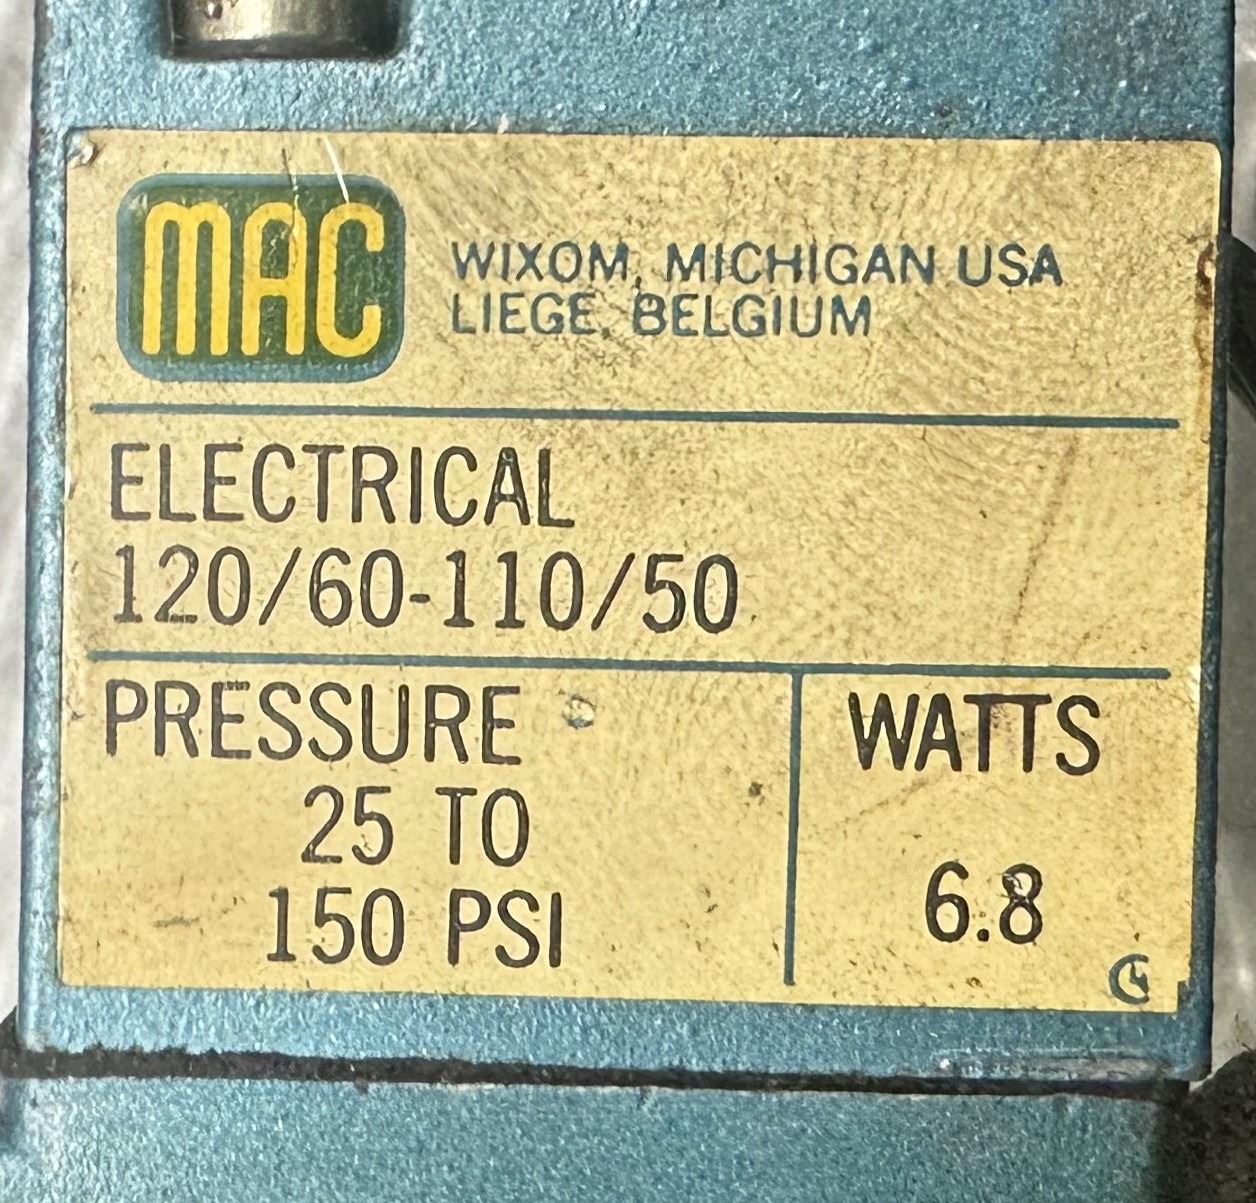 MAC
WIXOM, MICHIGAN USA
LIEGE, BELGIUM
ELECTRICAL
120/60-110/50
PRESSURE
25 TO
150 PSI
WATTS
6.8